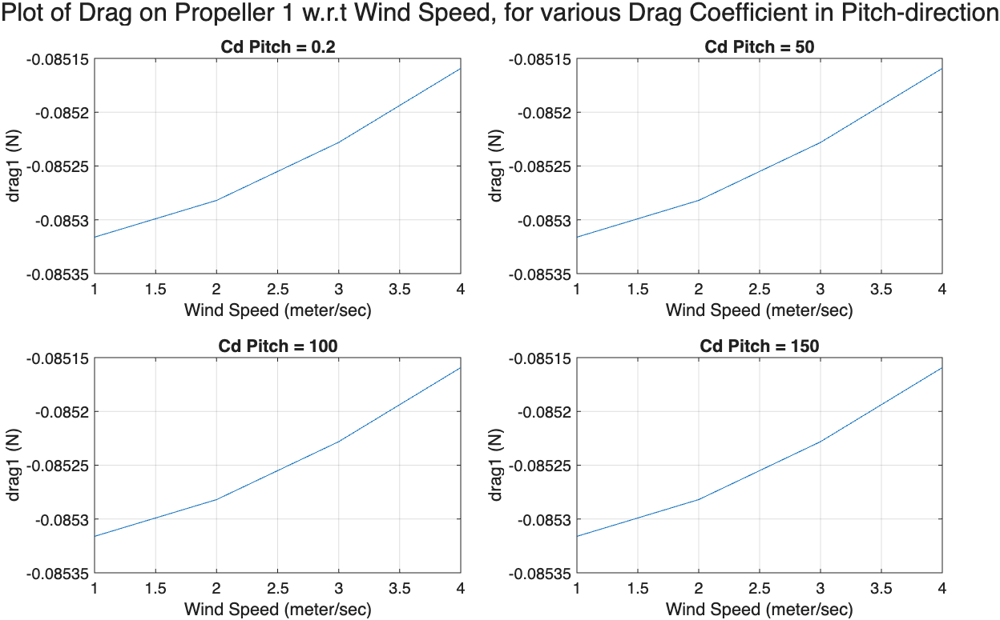 Plot of Drag on Propeller 1 w.r.t Wind Speed, for various Drag Coefficient in Pitch-direction
Cd Pitch = 0.2
-0.08515
-0.0852
-0.08525
-0.0853
-0.08535
drag1 (N)
1 1.5 2 2.5 3 3.5 4
Wind Speed (meter/sec)
Cd Pitch = 50
-0.08515
-0.0852
-0.08525
-0.0853
-0.08535
drag1 (N)
1 1.5 2 2.5 3 3.5 4
Wind Speed (meter/sec)
Cd Pitch = 100
-0.08515
-0.0852
-0.08525
-0.0853
-0.08535
drag1 (N)
1 1.5 2 2.5 3 3.5 4
Wind Speed (meter/sec)
Cd Pitch = 150
-0.08515
-0.0852
-0.08525
-0.0853
-0.08535
drag1 (N)
1 1.5 2 2.5 3 3.5 4
Wind Speed (meter/sec)